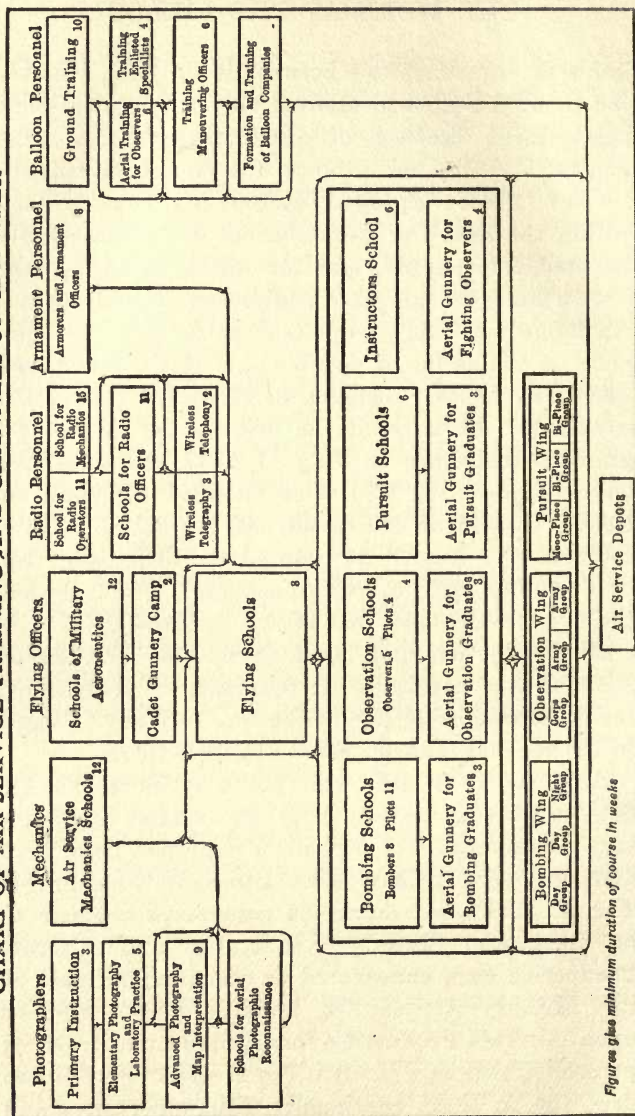 CHART OF AIR SERVICE TRAINING AND CHANNELS OF
Photographers
Primary Instruction 3
Elementary Photography
and
Laboratory Practice 5
Advanced Photography
and
Map Interpretation 9
Schools for Aerial
Photographic
Reconnaissance
Mechanics
Air Service
Mechanics Schools
12
Flying Officers
Schools of Military
Aeronautics
12
Cadet Gunnery Camp
2
Flying Schools
8
Radio Personnel
School for
Radio
Operators 11
School for
Radio
Mechanics 15
Schools for Radio
Officers
11
Wireless
Telegraphy 3
Wireless
Telephony 2
Armament Personnel
Armorers and Armament
Officers
8
Balloon Personnel
Ground Training 10
Aerial Training
for Observers
6
Training
Enlisted
Specialists 4
Training
Maneuvering Officers
6
Formation and Training
of Balloon Companies
-
Bombing Schools
Bombers 8 Pilots 11
Aerial Gunnery for
Bombing Graduates
3
Observation Schools
Observers 5 Pilots 4
4
Aerial Gunnery for
Observation Graduates
3
Pursuit Schools
6
Aerial Gunnery for
Pursuit Graduates
3
Instructors School
6
Aerial Gunnery for
Fighting Observers
4
Bombing Wing
Day
Group
Day
Group
Night
Group
Observation Wing
Corps
Group
Army
Group
Army
Group
Pursuit Wing
Mono-Place
Group
Bi-Place
Group
Bi-Place
Group
Air Service Depots
Figures give minimum duration of course in weeks